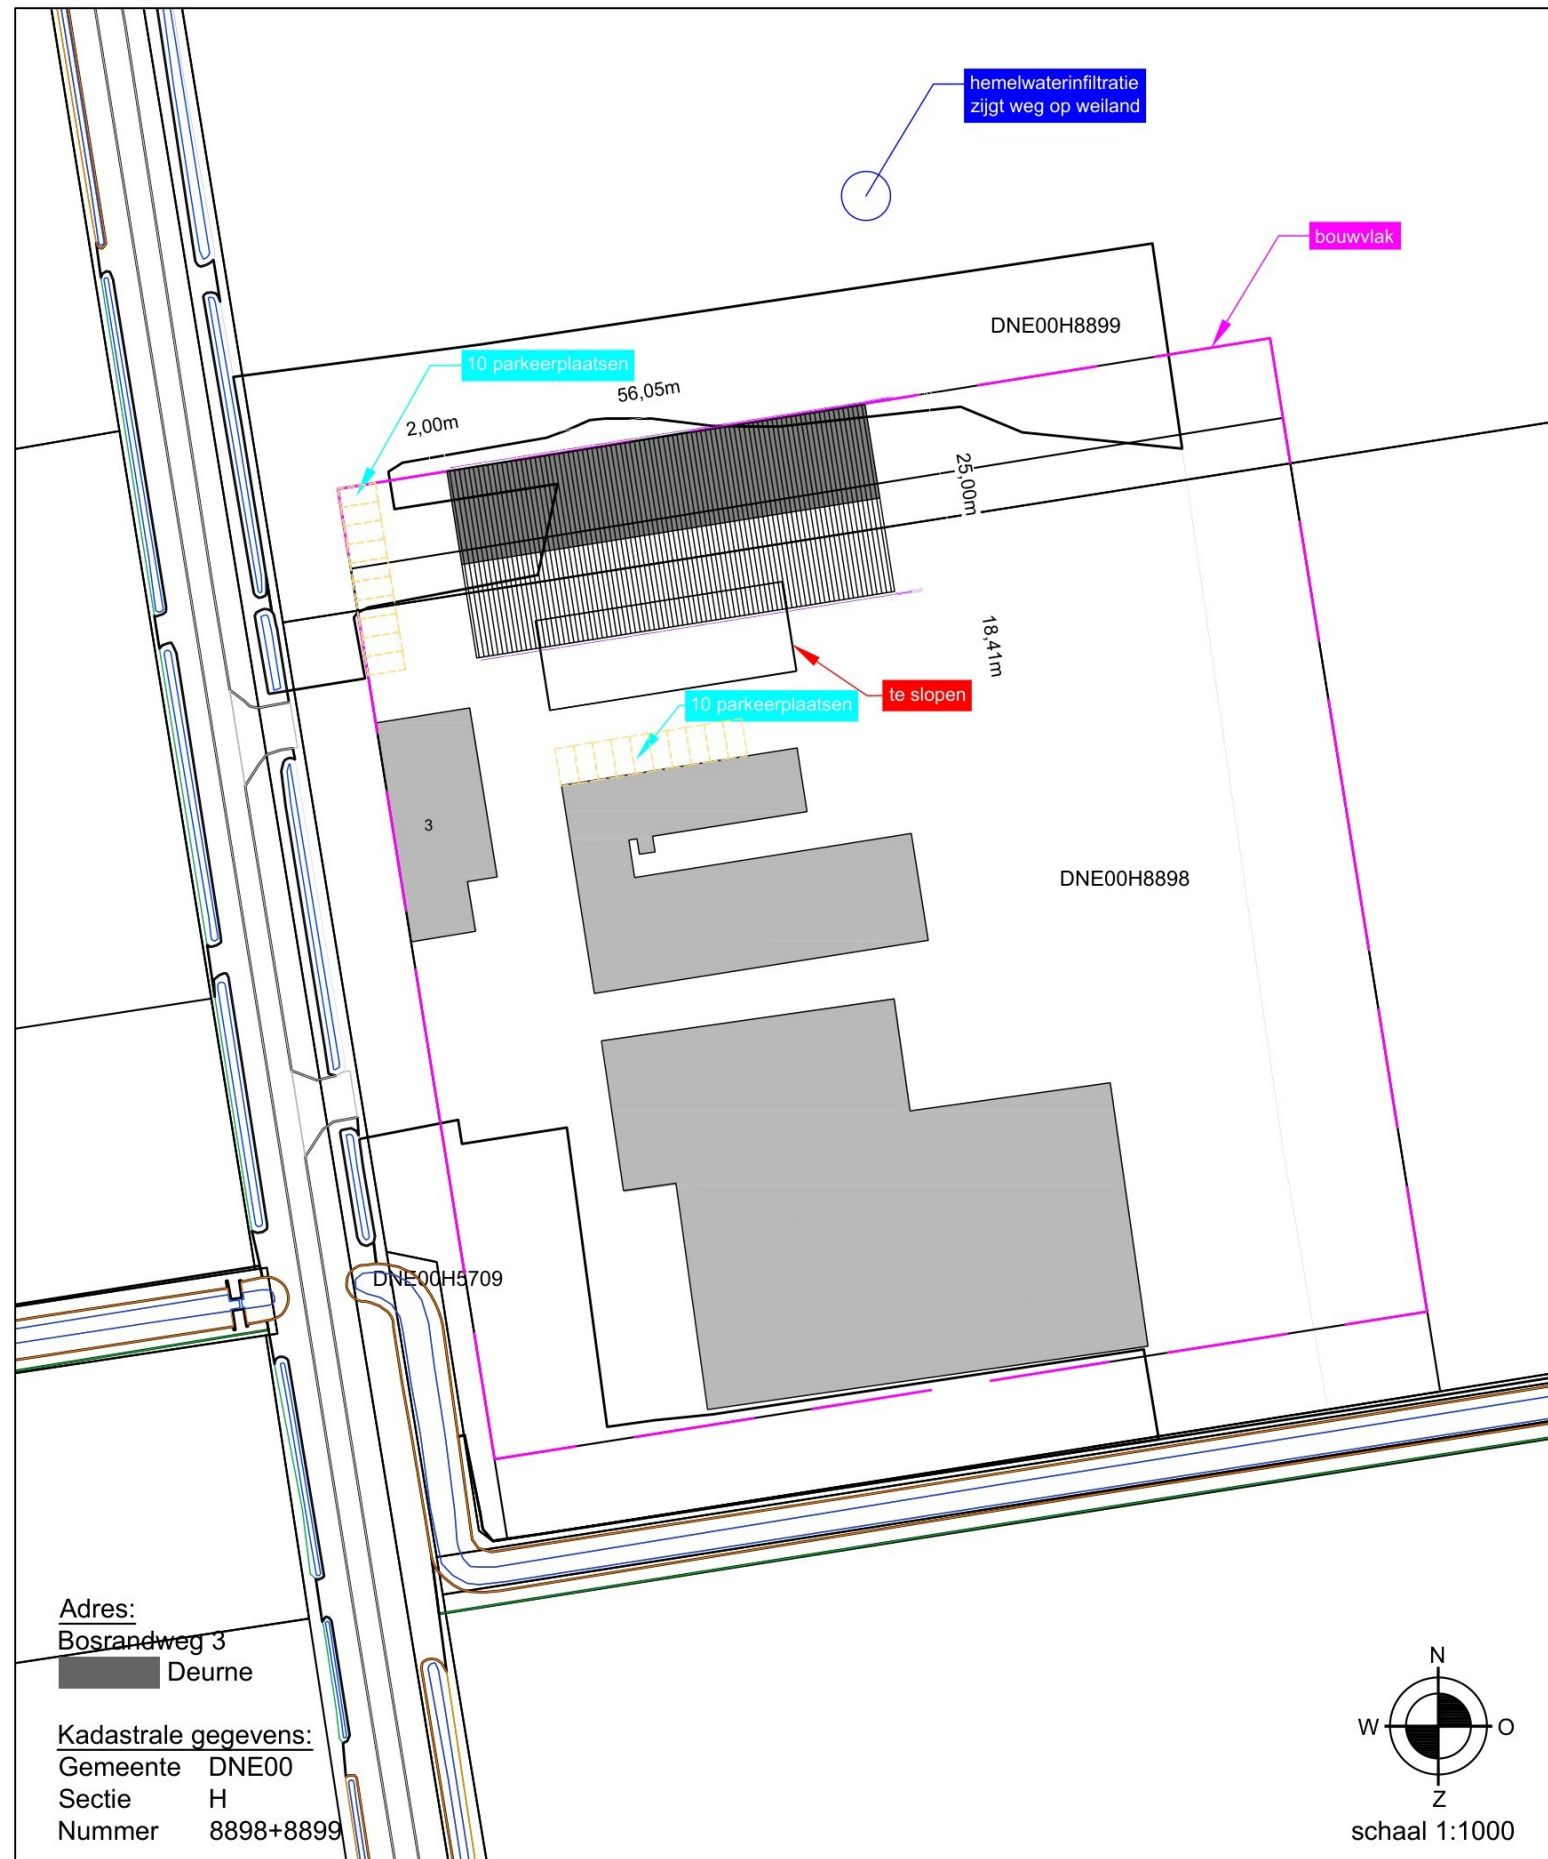 hemelwaterinfiltratie
zijgt weg op weiland
bouwvlak
DNE00H8899
10 parkeerplaatsen
56,05m
2,00m
25,00m
18,41m
te slopen
10 parkeerplaatsen
3
DNE00H8898
DNE00H5709
Adres:
Bosrandweg 3
Deurne
Kadastrale gegevens:
Gemeente DNE00
Sectie H
Nummer 8898+8899
N
W O
Z
schaal 1:1000